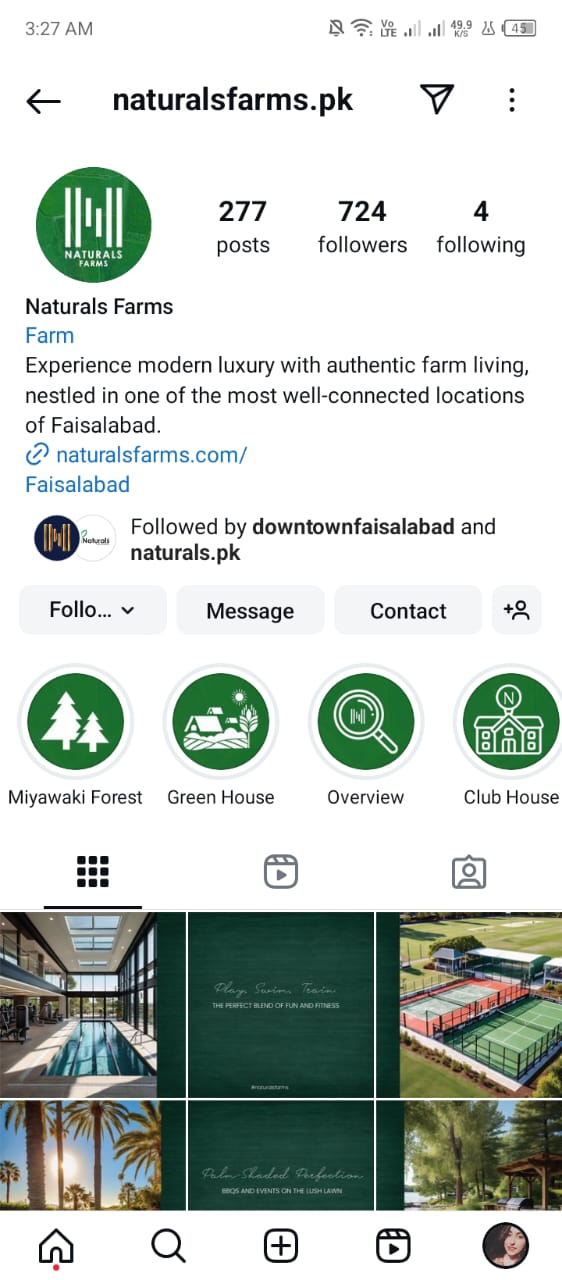 3:27 AM
Vo
LTE
49.9
K/S
45
naturalsfarms.pk
NATURALS
FARMS
277
724
4
posts
followers
following
Naturals Farms
Farm
Experience modern luxury with authentic farm living,
nestled in one of the most well-connected locations
of Faisalabad.
naturalsfarms.com/
Faisalabad
Naturals
Followed by downtownfaisalabad and
naturals.pk
Follo...
Message
Contact
N
Miyawaki Forest
Green House
Overview
Club House
Play, Swim, Train
THE PERFECT BLEND OF FUN AND FITNESS
#naturalsfarms
Palm-Shaded Perfection
BBQS AND EVENTS ON THE LUSH LAWN